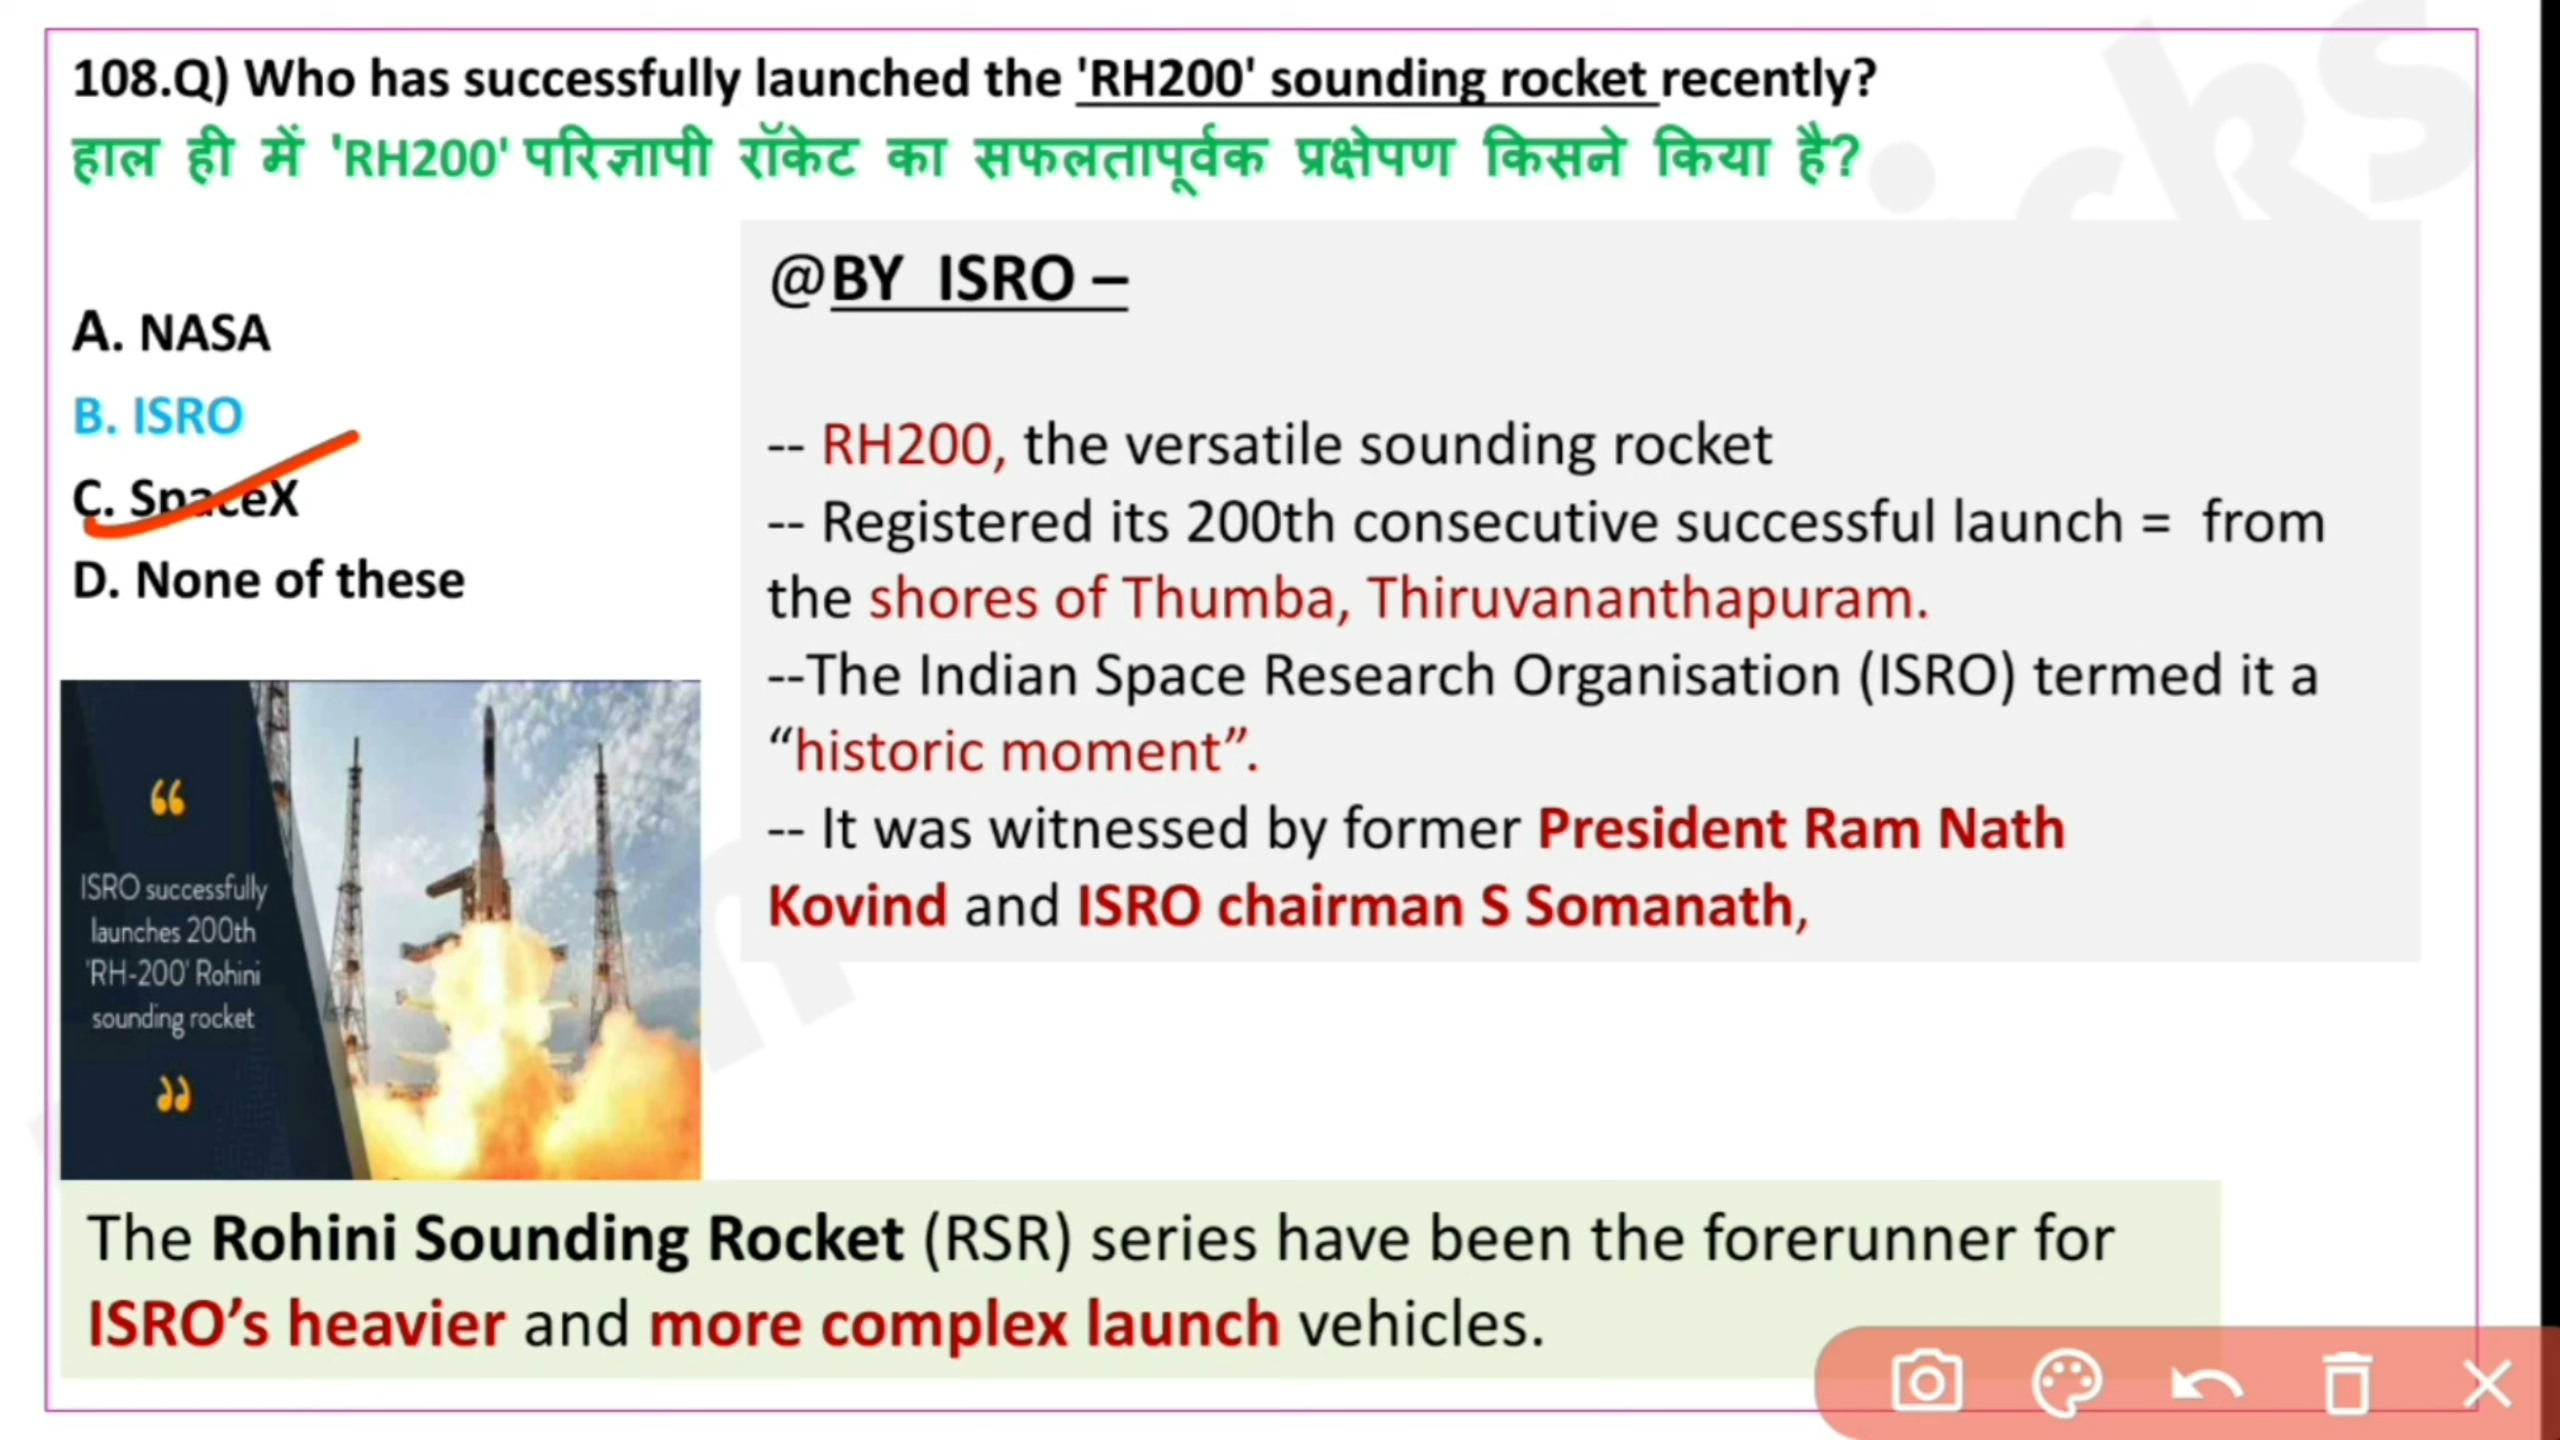 108.Q) Who has successfully launched the 'RH200' sounding rocket recently?
हाल ही में 'RH200' परिज्ञापी रॉकेट का सफलतापूर्वक प्रक्षेपण किसने किया है?
A. NASA
B. ISRO
C. SpaceX
D. None of these
@BY ISRO –
-- RH200, the versatile sounding rocket
-- Registered its 200th consecutive successful launch = from
the shores of Thumba, Thiruvananthapuram.
--The Indian Space Research Organisation (ISRO) termed it a
“historic moment”.
-- It was witnessed by former President Ram Nath
Kovind and ISRO chairman S Somanath,
“
ISRO successfully
launches 200th
'RH-200' Rohini
sounding rocket
”
The Rohini Sounding Rocket (RSR) series have been the forerunner for
ISRO’s heavier and more complex launch vehicles.